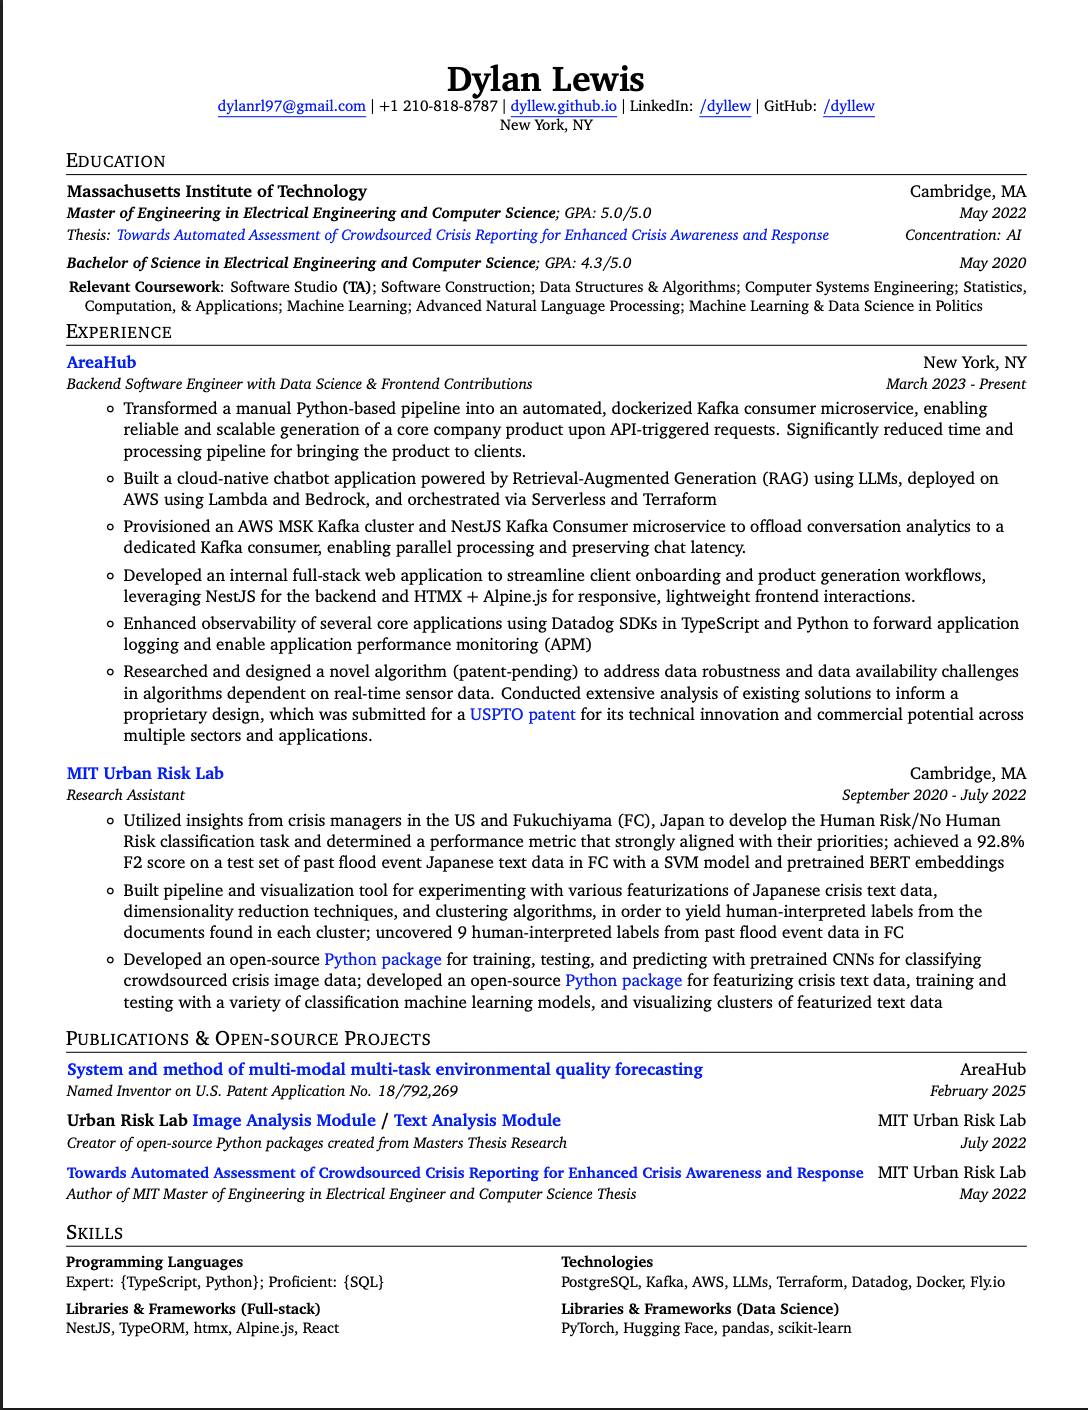 Dylan Lewis
dylanrl97@gmail.com | +1 210-818-8787 | dyllew.github.io | LinkedIn: /dyllew | GitHub: /dyllew
New York, NY
EDUCATION
Massachusetts Institute of Technology Cambridge, MA
Master of Engineering in Electrical Engineering and Computer Science; GPA: 5.0/5.0 May 2022
Thesis: Towards Automated Assessment of Crowdsourced Crisis Reporting for Enhanced Crisis Awareness and Response Concentration: AI
Bachelor of Science in Electrical Engineering and Computer Science; GPA: 4.3/5.0 May 2020
Relevant Coursework: Software Studio (TA); Software Construction; Data Structures & Algorithms; Computer Systems Engineering; Statistics,
Computation, & Applications; Machine Learning; Advanced Natural Language Processing; Machine Learning & Data Science in Politics
EXPERIENCE
AreaHub New York, NY
Backend Software Engineer with Data Science & Frontend Contributions March 2023 - Present
◦ Transformed a manual Python-based pipeline into an automated, dockerized Kafka consumer microservice, enabling
reliable and scalable generation of a core company product upon API-triggered requests. Significantly reduced time and
processing pipeline for bringing the product to clients.
◦ Built a cloud-native chatbot application powered by Retrieval-Augmented Generation (RAG) using LLMs, deployed on
AWS using Lambda and Bedrock, and orchestrated via Serverless and Terraform
◦ Provisioned an AWS MSK Kafka cluster and NestJS Kafka Consumer microservice to offload conversation analytics to a
dedicated Kafka consumer, enabling parallel processing and preserving chat latency.
◦ Developed an internal full-stack web application to streamline client onboarding and product generation workflows,
leveraging NestJS for the backend and HTMX + Alpine.js for responsive, lightweight frontend interactions.
◦ Enhanced observability of several core applications using Datadog SDKs in TypeScript and Python to forward application
logging and enable application performance monitoring (APM)
◦ Researched and designed a novel algorithm (patent-pending) to address data robustness and data availability challenges
in algorithms dependent on real-time sensor data. Conducted extensive analysis of existing solutions to inform a
proprietary design, which was submitted for a USPTO patent for its technical innovation and commercial potential across
multiple sectors and applications.
MIT Urban Risk Lab Cambridge, MA
Research Assistant September 2020 - July 2022
◦ Utilized insights from crisis managers in the US and Fukuchiyama (FC), Japan to develop the Human Risk/No Human
Risk classification task and determined a performance metric that strongly aligned with their priorities; achieved a 92.8%
F2 score on a test set of past flood event Japanese text data in FC with a SVM model and pretrained BERT embeddings
◦ Built pipeline and visualization tool for experimenting with various featurizations of Japanese crisis text data,
dimensionality reduction techniques, and clustering algorithms, in order to yield human-interpreted labels from the
documents found in each cluster; uncovered 9 human-interpreted labels from past flood event data in FC
◦ Developed an open-source Python package for training, testing, and predicting with pretrained CNNs for classifying
crowdsourced crisis image data; developed an open-source Python package for featurizing crisis text data, training and
testing with a variety of classification machine learning models, and visualizing clusters of featurized text data
PUBLICATIONS & OPEN-SOURCE PROJECTS
System and method of multi-modal multi-task environmental quality forecasting AreaHub
Named Inventor on U.S. Patent Application No. 18/792,269 February 2025
Urban Risk Lab Image Analysis Module / Text Analysis Module MIT Urban Risk Lab
Creator of open-source Python packages created from Masters Thesis Research July 2022
Towards Automated Assessment of Crowdsourced Crisis Reporting for Enhanced Crisis Awareness and Response MIT Urban Risk Lab
Author of MIT Master of Engineering in Electrical Engineer and Computer Science Thesis May 2022
SKILLS
Programming Languages Technologies
Expert: {TypeScript, Python}; Proficient: {SQL} PostgreSQL, Kafka, AWS, LLMs, Terraform, Datadog, Docker, Fly.io
Libraries & Frameworks (Full-stack) Libraries & Frameworks (Data Science)
NestJS, TypeORM, htmx, Alpine.js, React PyTorch, Hugging Face, pandas, scikit-learn